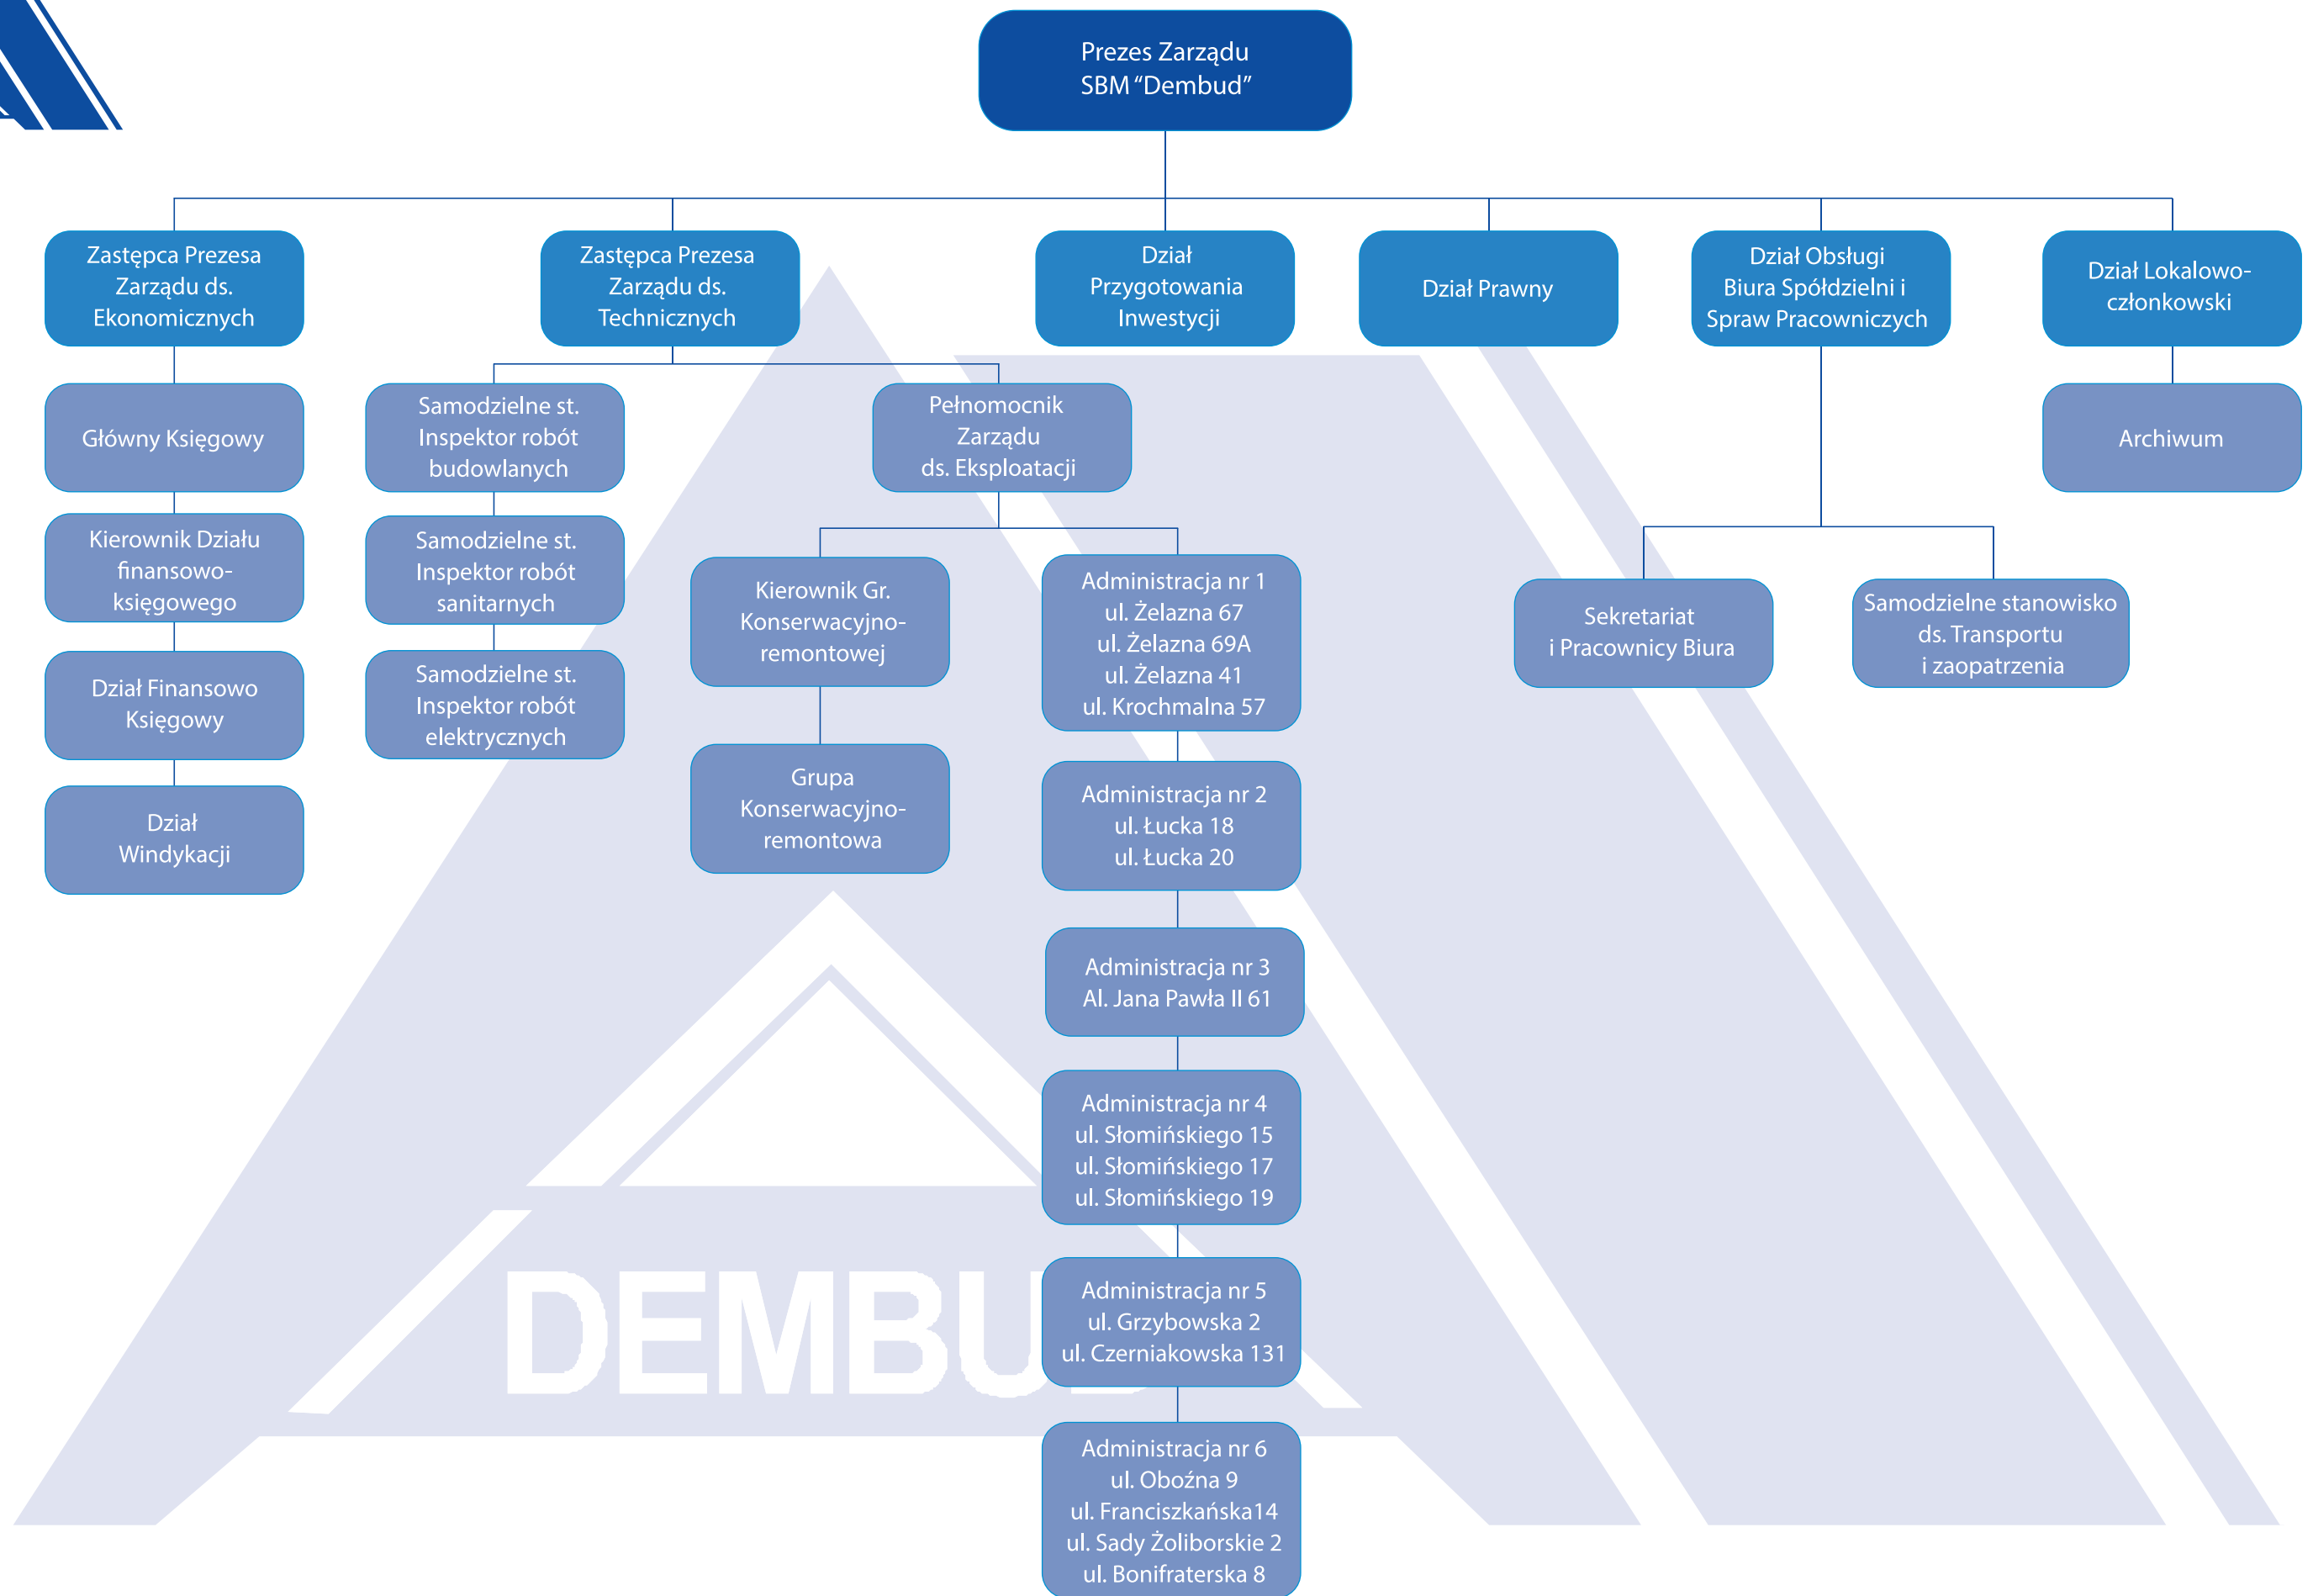 Prezes Zarządu
SBM “Dembud”
Zastępca Prezesa
Zarządu ds.
Ekonomicznych
Zastępca Prezesa
Zarządu ds.
Technicznych
Dział
Przygotowania
Inwestycji
Dział Prawny
Dział Obsługi
Biura Spółdzielni i
Spraw Pracowniczych
Dział Lokalowo-
członkowski
Główny Księgowy
Kierownik Działu
finansowo-
księgowego
Dział Finansowo
Księgowy
Dział
Windykacji
Samodzielne st.
Inspektor robót
budowlanych
Samodzielne st.
Inspektor robót
sanitarnych
Samodzielne st.
Inspektor robót
elektrycznych
Pełnomocnik
Zarządu
ds. Eksploatacji
Kierownik Gr.
Konserwacyjno-
remontowej
Grupa
Konserwacyjno-
remontowa
Administracja nr 1
ul. Żelazna 67
ul. Żelazna 69A
ul. Żelazna 41
ul. Krochmalna 57
Administracja nr 2
ul. Łucka 18
ul. Łucka 20
Administracja nr 3
Al. Jana Pawła II 61
Administracja nr 4
ul. Słomińskiego 15
ul. Słomińskiego 17
ul. Słomińskiego 19
Administracja nr 5
ul. Grzybowska 2
ul. Czerniakowska 131
Administracja nr 6
ul. Oboźna 9
ul. Franciszkańska14
ul. Sady Żoliborskie 2
ul. Bonifraterska 8
Sekretariat
i Pracownicy Biura
Samodzielne stanowisko
ds. Transportu
i zaopatrzenia
Archiwum
DEMBUD